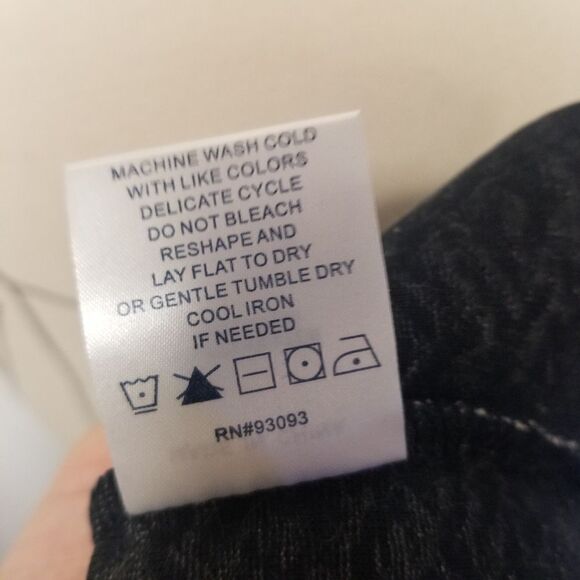 MACHINE WASH COLD
WITH LIKE COLORS
DELICATE CYCLE
DO NOT BLEACH
RESHAPE AND
LAY FLAT TO DRY
OR GENTLE TUMBLE DRY
COOL IRON
IF NEEDED
RN#93093